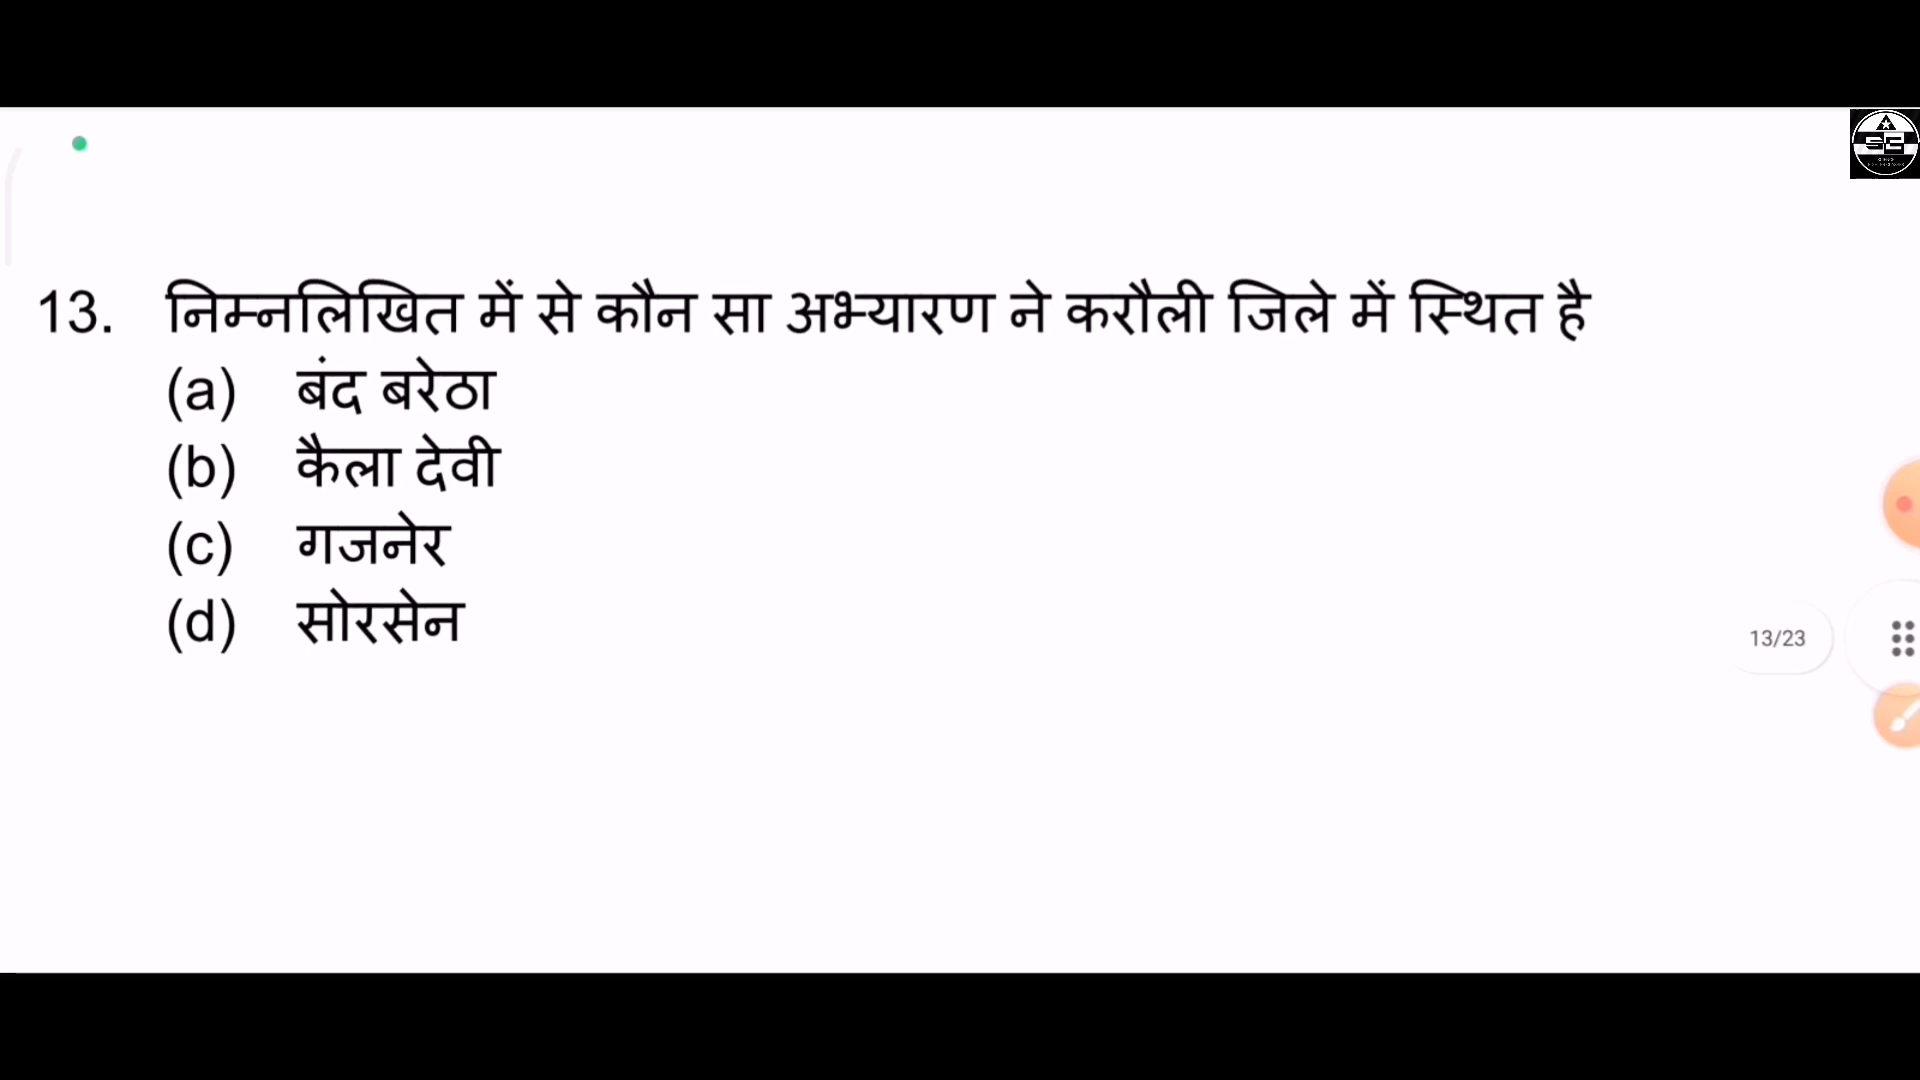 13. निम्नलिखित में से कौन सा अभ्यारण ने करौली जिले में स्थित है
(a) बंद बरेठा
(b) कैला देवी
(c) गजनेर
(d) सोरसेन
13/23